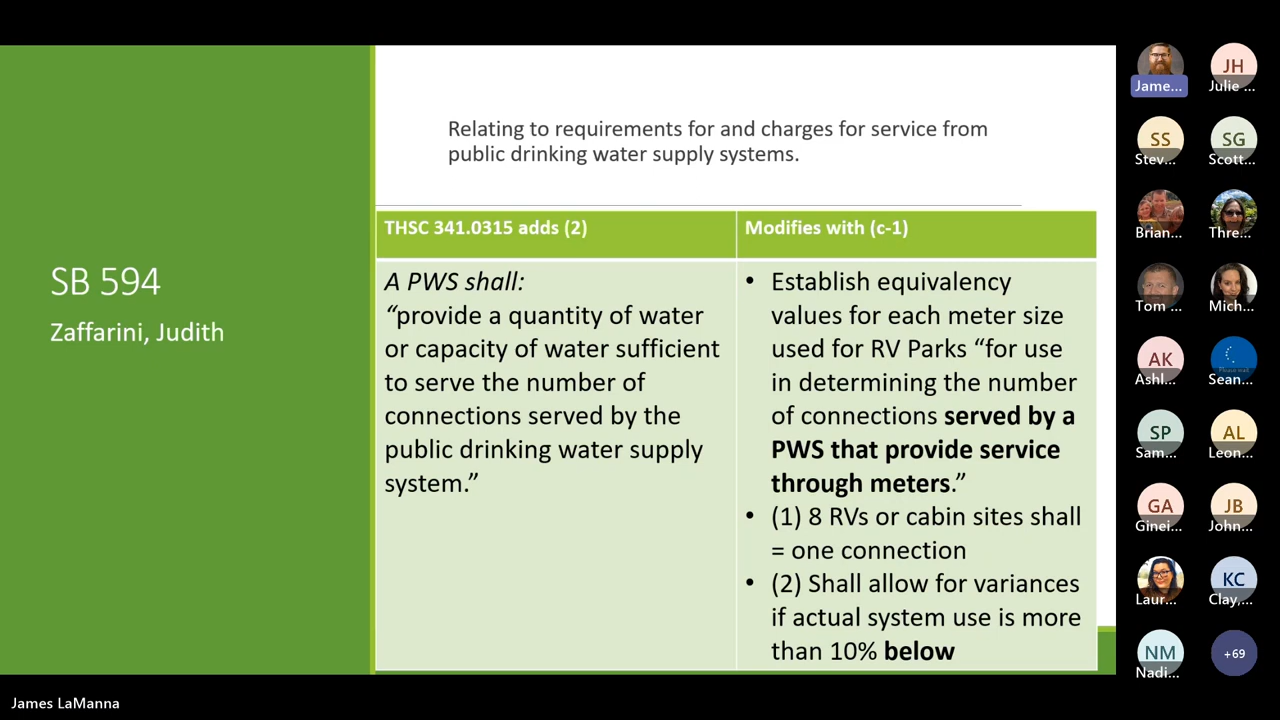 SB 594
Zaffarini, Judith
Relating to requirements for and charges for service from
public drinking water supply systems.
THSC 341.0315 adds (2)
A PWS shall:
“provide a quantity of water
or capacity of water sufficient
to serve the number of
connections served by the
public drinking water supply
system.”
Modifies with (c-1)
• Establish equivalency
values for each meter size
used for RV Parks “for use
in determining the number
of connections served by a
PWS that provide service
through meters.”
• (1) 8 RVs or cabin sites shall
= one connection
• (2) Shall allow for variances
if actual system use is more
than 10% below
Jame...
JH
Julie ...
SS
Stev...
SG
Scott...
Brian...
Thre...
Tom ...
Mich...
AK
Ashl...
Sean...
SP
Sam...
AL
Leon...
GA
Ginei...
JB
John...
Laur...
KC
Clay,...
NM
Nadi...
+69
James LaManna